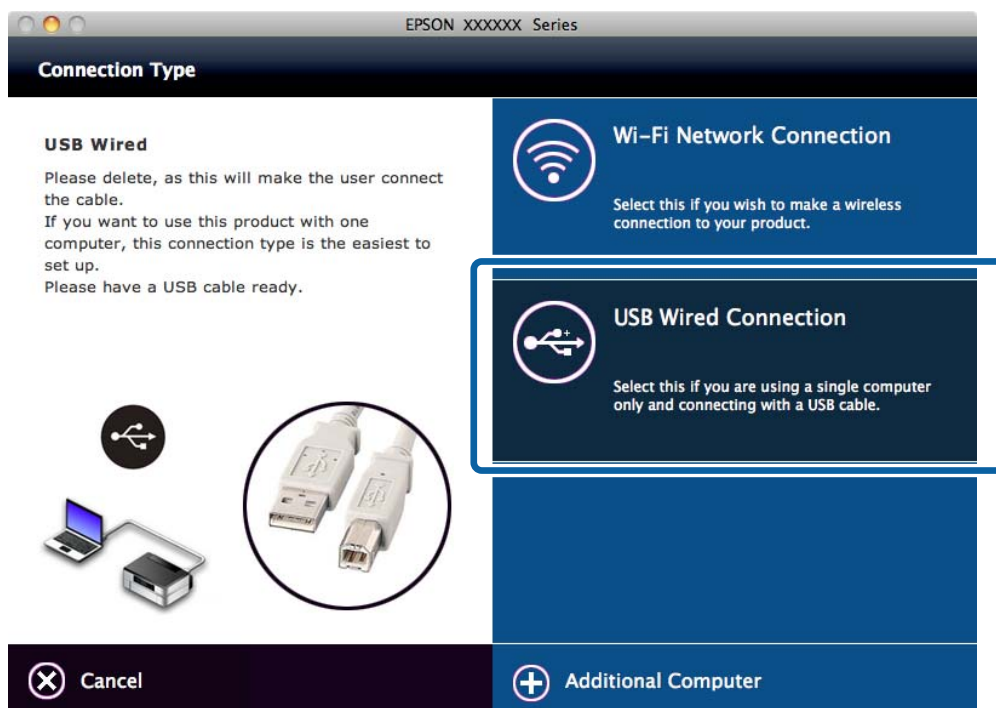 EPSON XXXXXX Series
Connection Type
USB Wired
Please delete, as this will make the user connect
the cable.
If you want to use this product with one
computer, this connection type is the easiest to
set up.
Please have a USB cable ready.
Wi-Fi Network Connection
Select this if you wish to make a wireless
connection to your product.
USB Wired Connection
Select this if you are using a single computer
only and connecting with a USB cable.
Cancel
Additional Computer